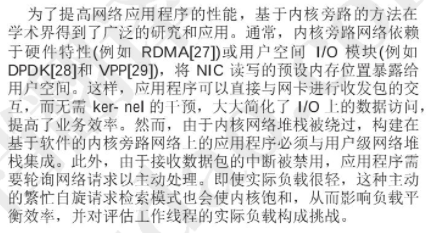 为了提高网络应用程序的性能，基于内核旁路的方法在
学术界得到了广泛的研究和应用。通常，内核旁路网络依赖
于硬件特性(例如 RDMA[27])或用户空间 I/O 模块(例如
DPDK[28]和 VPP[29])，将 NIC 读写的预设内存位置暴露给
用户空间。这样，应用程序可以直接与网卡进行收发包的交
互，而无需 ker- nel 的干预，大大简化了 I/O 上的数据访问，
提高了业务效率。然而，由于内核网络堆栈被绕过，构建在
基于软件的内核旁路网络上的应用程序必须与用户级网络堆
栈集成。此外，由于接收数据包的中断被禁用，应用程序需
要轮询网络请求以主动处理。即使实际负载很轻，这种主动
的繁忙自旋请求检索模式也会使内核饱和，从而影响负载平
衡效率，并对评估工作线程的实际负载构成挑战。